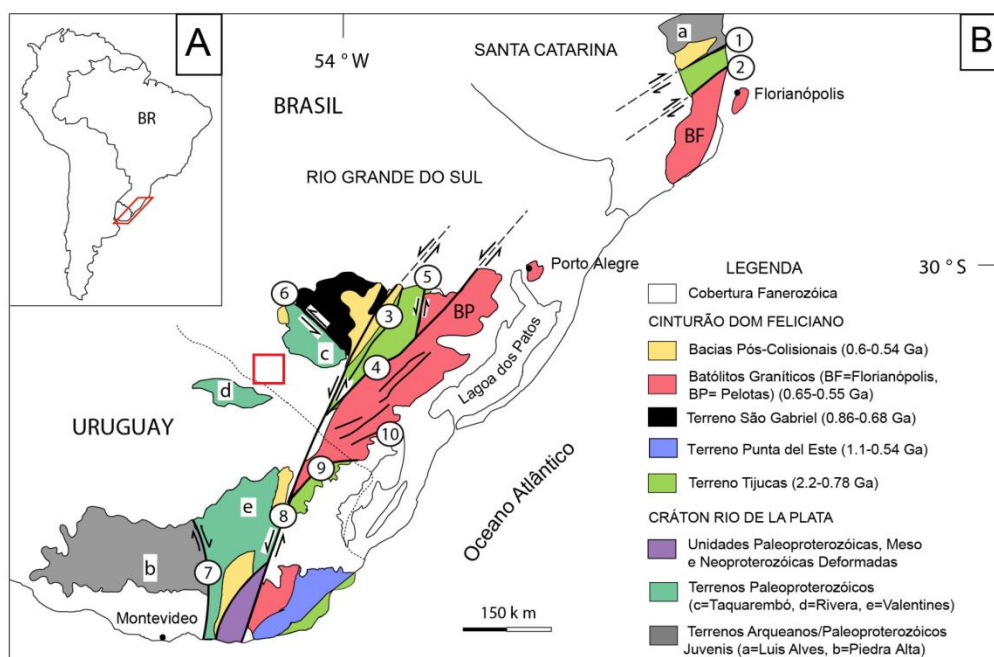 A
BR
B
54 ° W
SANTA CATARINA
BRASIL
RIO GRANDE DO SUL
a
1
2
Florianópolis
BF
Porto Alegre
30 ° S
6
5
3
c
BP
4
d
URUGUAY
Lagoa dos Patos
10
9
e
8
b
7
Oceano Atlântico
Montevideo
150 k m
LEGENDA
Cobertura Fanerozóica
CINTURÃO DOM FELICIANO
Bacias Pós-Colisionais (0.6-0.54 Ga)
Batólitos Graníticos (BF=Florianópolis,
BP= Pelotas) (0.65-0.55 Ga)
Terreno São Gabriel (0.86-0.68 Ga)
Terreno Punta del Este (1.1-0.54 Ga)
Terreno Tijucas (2.2-0.78 Ga)
CRÁTON RIO DE LA PLATA
Unidades Paleoproterozóicas, Meso
e Neoproterozóicas Deformadas
Terrenos Paleoproterozóicos
(c=Taquarembó, d=Rivera, e=Valentines)
Terrenos Arqueanos/Paleoproterozóicos
Juvenis (a=Luis Alves, b=Piedra Alta)